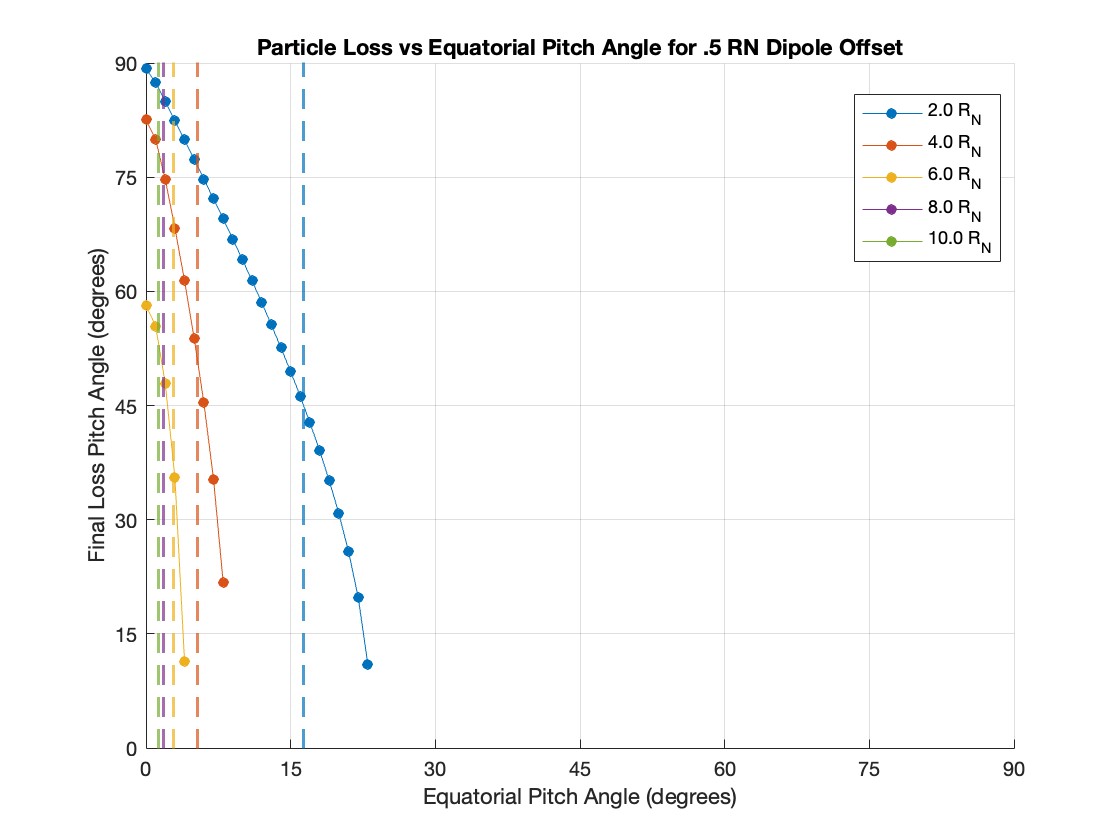 Particle Loss vs Equatorial Pitch Angle for .5 RN Dipole Offset
90
75
60
45
30
15
0
Final Loss Pitch Angle (degrees)
0 15 30 45 60 75 90
Equatorial Pitch Angle (degrees)
2.0 R_N
4.0 R_N
6.0 R_N
8.0 R_N
10.0 R_N